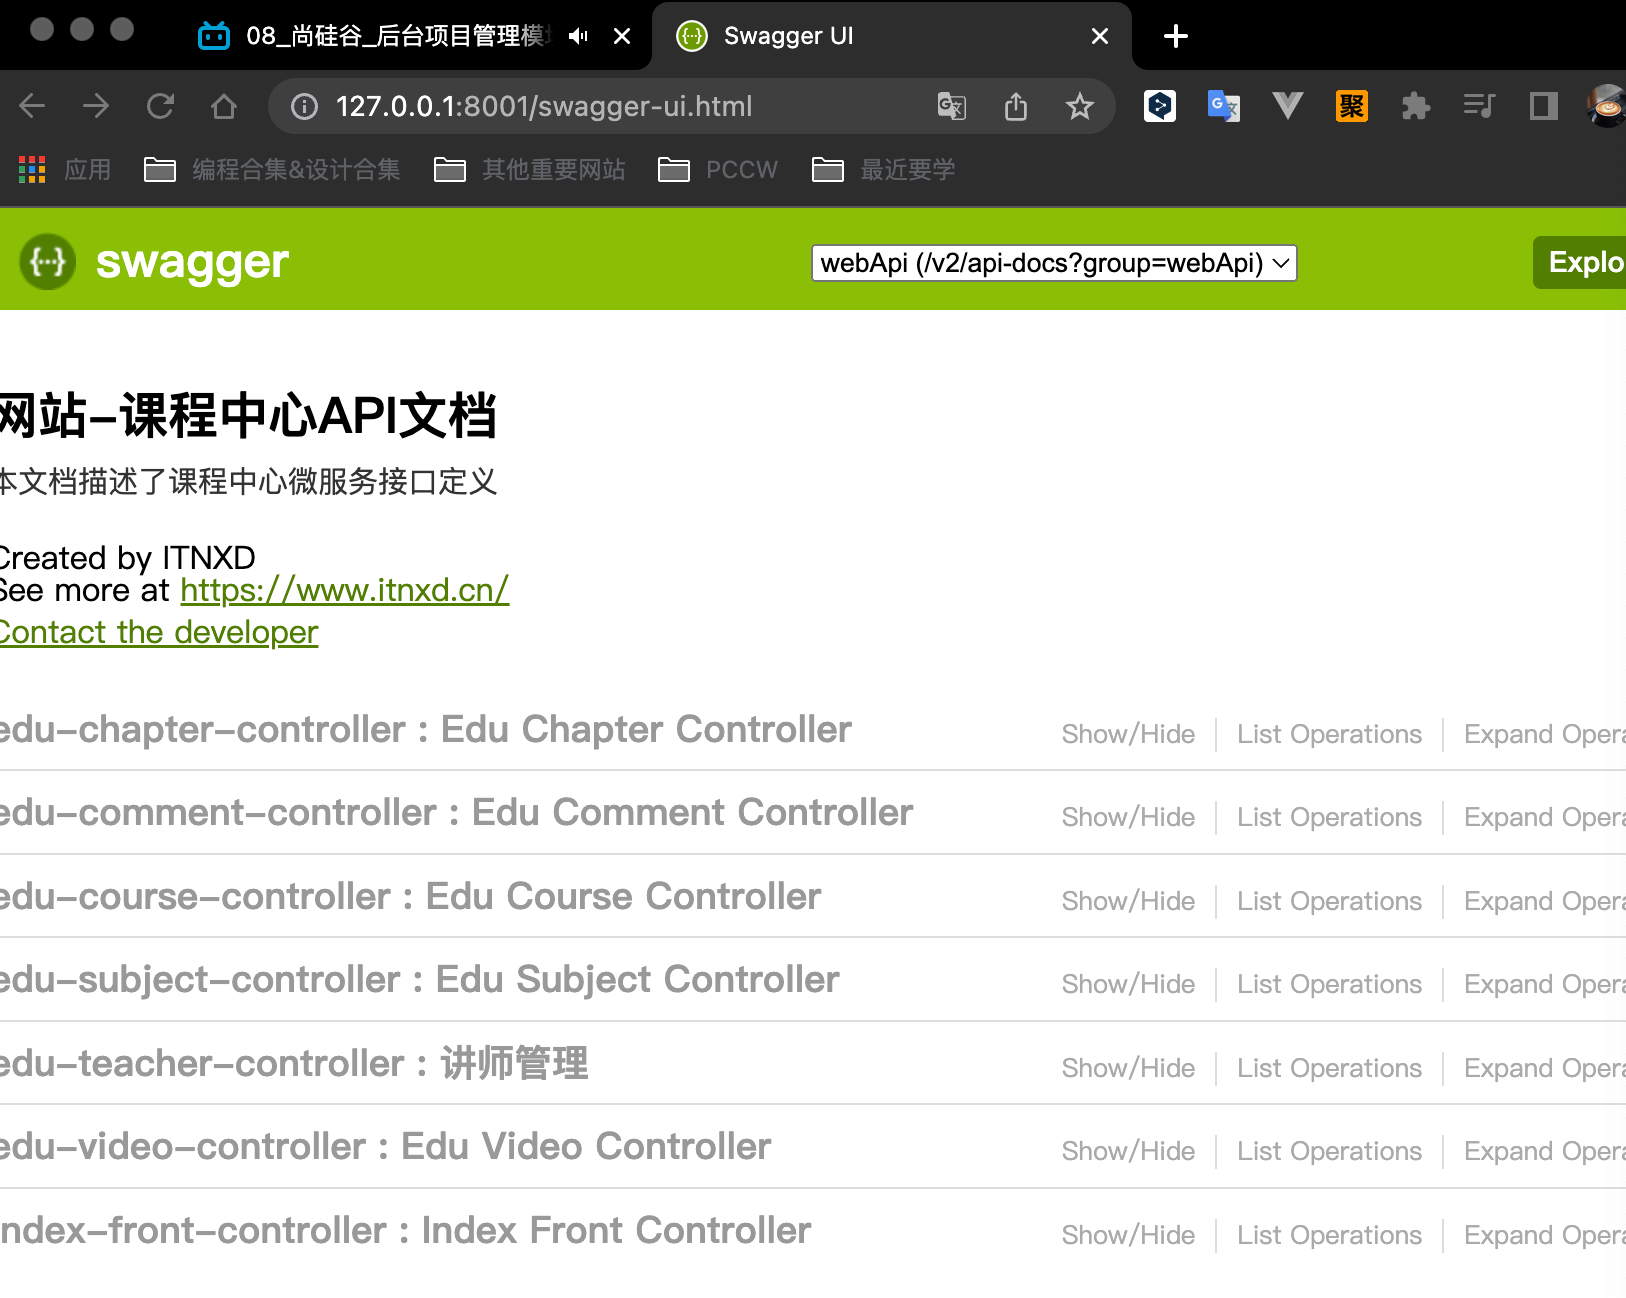 08_尚硅谷_后台项目管理模
Swagger UI
127.0.0.1:8001/swagger-ui.html
聚
应用
编程合集&设计合集
其他重要网站
PCCW
最近要学
{···} swagger
webApi (/v2/api-docs?group=webApi)
Explo
网站-课程中心API文档
本文档描述了课程中心微服务接口定义
Created by ITNXD
See more at https://www.itnxd.cn/
Contact the developer
edu-chapter-controller : Edu Chapter Controller Show/Hide List Operations Expand Opera
edu-comment-controller : Edu Comment Controller Show/Hide List Operations Expand Opera
edu-course-controller : Edu Course Controller Show/Hide List Operations Expand Opera
edu-subject-controller : Edu Subject Controller Show/Hide List Operations Expand Opera
edu-teacher-controller : 讲师管理 Show/Hide List Operations Expand Opera
edu-video-controller : Edu Video Controller Show/Hide List Operations Expand Opera
index-front-controller : Index Front Controller Show/Hide List Operations Expand Opera